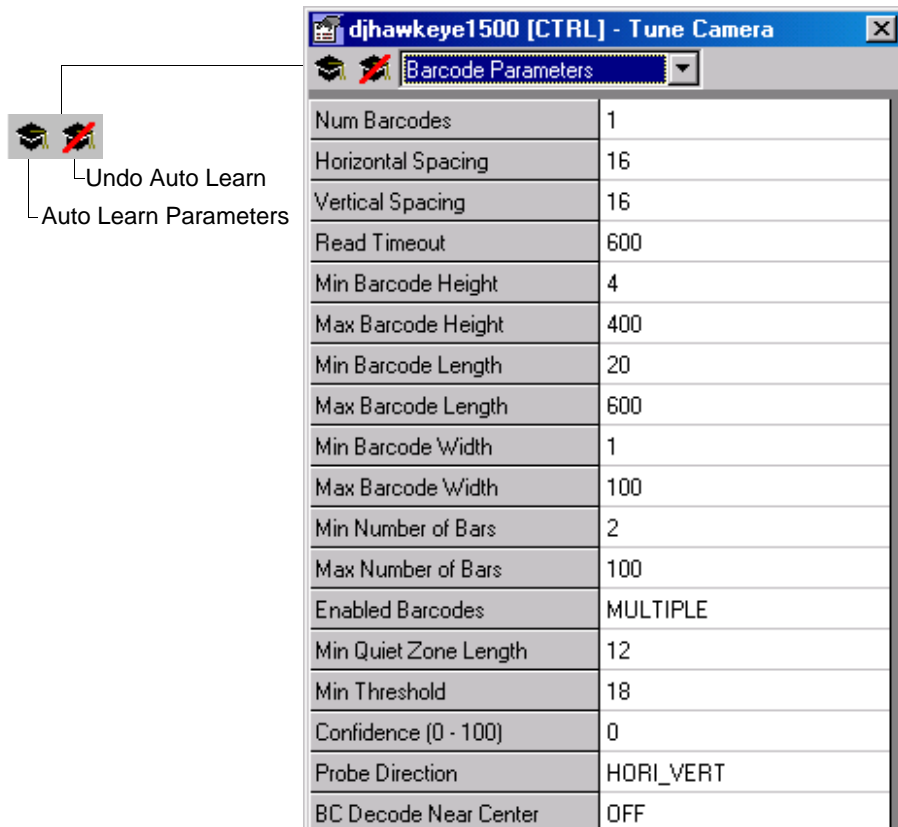 djhawkeye1500 [CTRL] - Tune Camera
Barcode Parameters
Undo Auto Learn
Auto Learn Parameters
Num Barcodes 1
Horizontal Spacing 16
Vertical Spacing 16
Read Timeout 600
Min Barcode Height 4
Max Barcode Height 400
Min Barcode Length 20
Max Barcode Length 600
Min Barcode Width 1
Max Barcode Width 100
Min Number of Bars 2
Max Number of Bars 100
Enabled Barcodes MULTIPLE
Min Quiet Zone Length 12
Min Threshold 18
Confidence (0 - 100) 0
Probe Direction HORI_VERT
BC Decode Near Center OFF